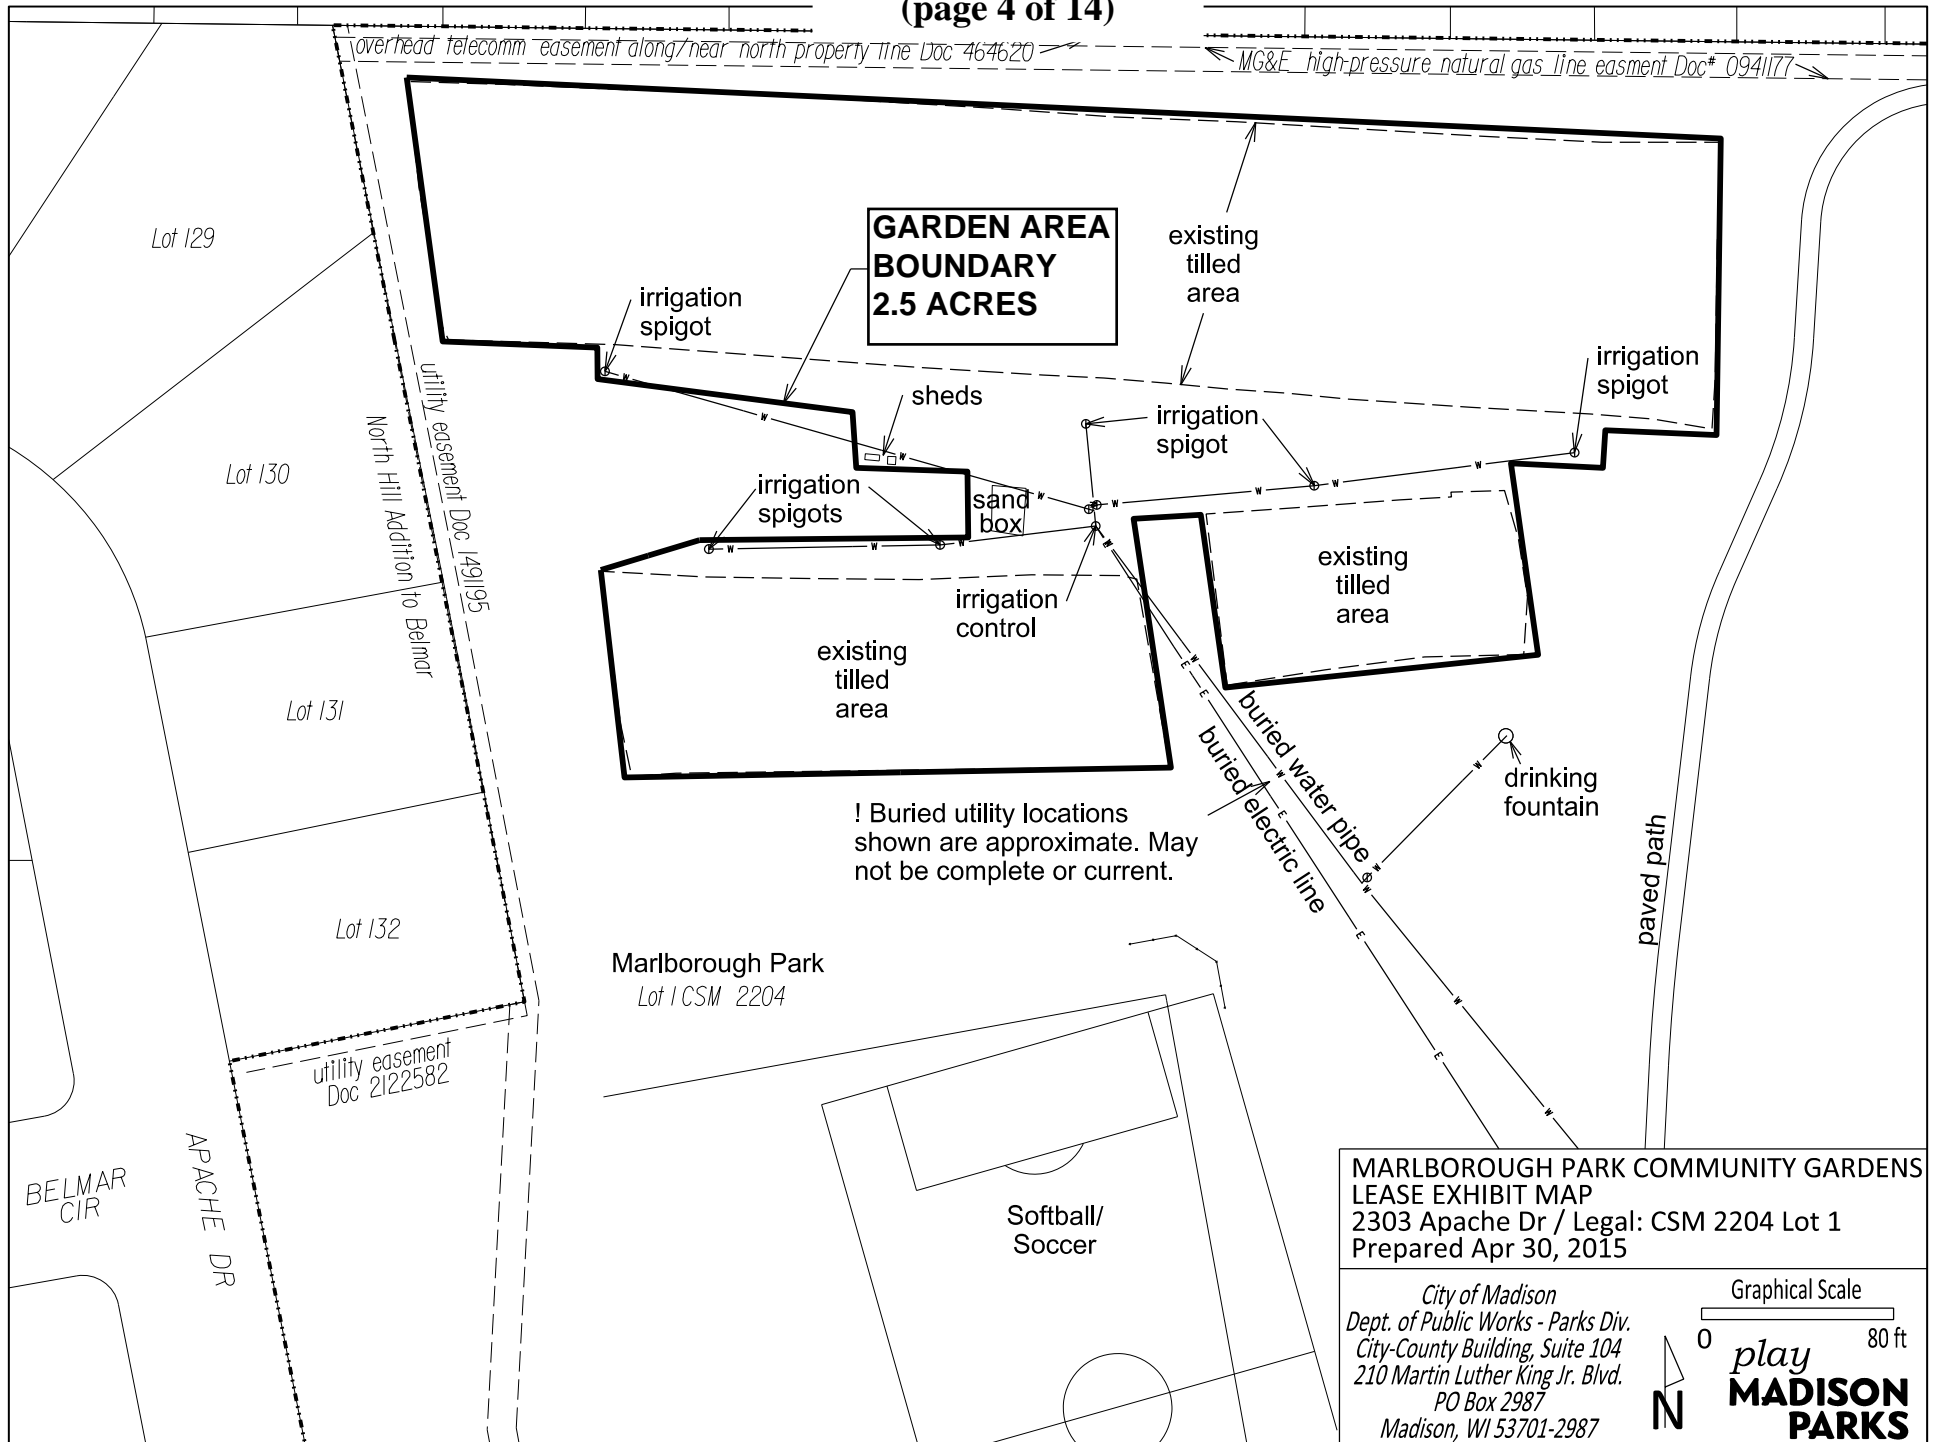 (page 4 of 14)
overhead telecomm easement along/near north property line Doc 464620
MG&E high-pressure natural gas line easment Doc# 0941177
Lot 129
GARDEN AREA
BOUNDARY
2.5 ACRES
existing
tilled
area
irrigation
spigot
irrigation
spigot
sheds
irrigation
spigot
utility easement Doc 1491195
North Hill Addition to Belmar
Lot 130
irrigation
spigots
sand
box
existing
tilled
area
irrigation
control
existing
tilled
area
Lot 131
buried water pipe
buried electric line
drinking
fountain
! Buried utility locations
shown are approximate. May
not be complete or current.
paved path
Lot 132
Marlborough Park
Lot 1 CSM 2204
utility easement
Doc 2122582
BELMAR
CIR
APACHE DR
Softball/
Soccer
MARLBOROUGH PARK COMMUNITY GARDENS
LEASE EXHIBIT MAP
2303 Apache Dr / Legal: CSM 2204 Lot 1
Prepared Apr 30, 2015
City of Madison
Dept. of Public Works - Parks Div.
City-County Building, Suite 104
210 Martin Luther King Jr. Blvd.
PO Box 2987
Madison, WI 53701-2987
Graphical Scale
0 80 ft
N
play
MADISON
PARKS